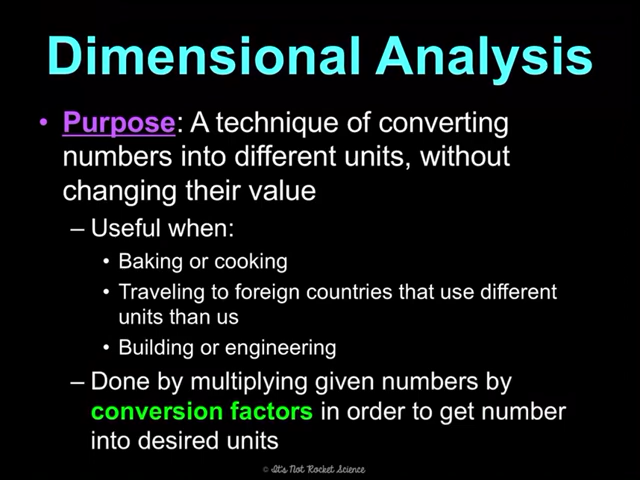 Dimensional Analysis
• Purpose: A technique of converting
numbers into different units, without
changing their value
– Useful when:
• Baking or cooking
• Traveling to foreign countries that use different
units than us
• Building or engineering
– Done by multiplying given numbers by
conversion factors in order to get number
into desired units
© It's Not Rocket Science